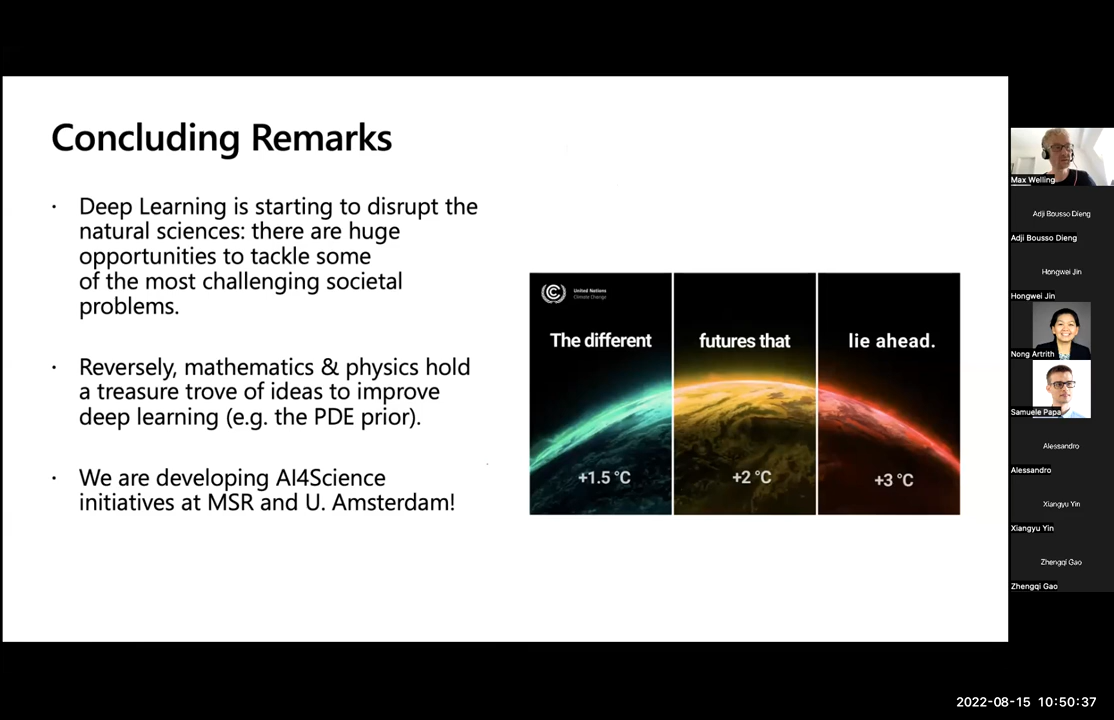 Concluding Remarks
· Deep Learning is starting to disrupt the
natural sciences: there are huge
opportunities to tackle some
of the most challenging societal
problems.
· Reversely, mathematics & physics hold
a treasure trove of ideas to improve
deep learning (e.g. the PDE prior).
· We are developing AI4Science
initiatives at MSR and U. Amsterdam!
United Nations
Climate Change
The different futures that lie ahead.
+1.5 °C +2 °C +3 °C
Max Welling
Adji Bousso Dieng
Adji Bousso Dieng
Hongwei Jin
Hongwei Jin
Nong Artrith
Samuele Papa
Alessandro
Alessandro
Xiangyu Yin
Xiangyu Yin
Zhengqi Gao
Zhengqi Gao
2022-08-15 10:50:37